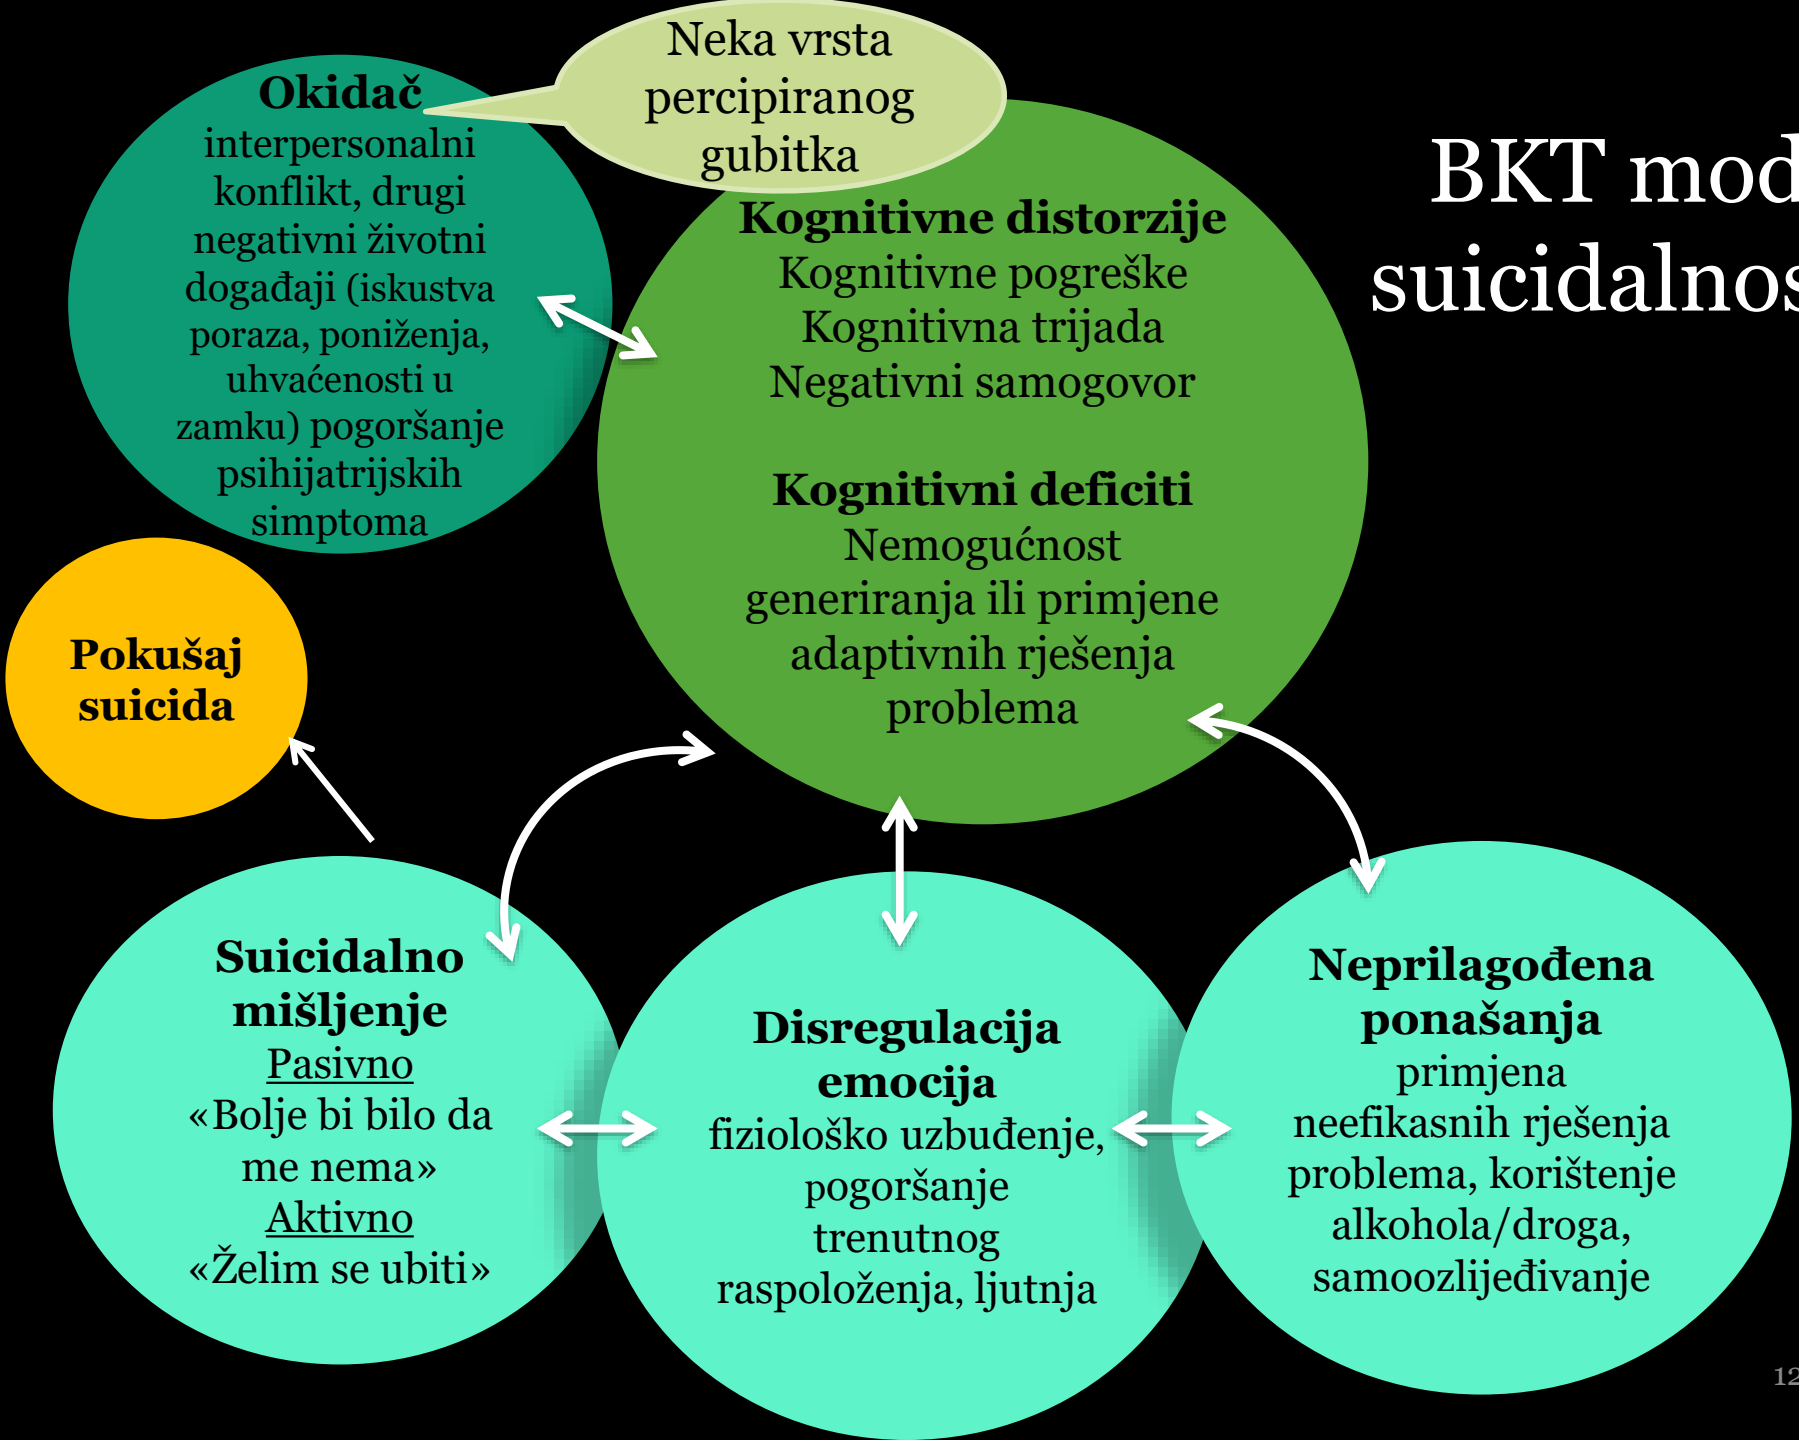 Neka vrsta
percipiranog
gubitka
Okidač
interpersonalni
konflikt, drugi
negativni životni
događaji (iskustva
poraza, poniženja,
uhvaćenosti u
zamku) pogoršanje
psihijatrijskih
simptoma
BKT mod
suicidalnos
Kognitivne distorzije
Kognitivne pogreške
Kognitivna trijada
Negativni samogovor
Kognitivni deficiti
Nemogućnost
generiranja ili primjene
adaptivnih rješenja
problema
Pokušaj
suicida
Suicidalno
mišljenje
Pasivno
«Bolje bi bilo da
me nema»
Aktivno
«Želim se ubiti»
Disregulacija
emocija
fiziološko uzbuđenje,
pogoršanje
trenutnog
raspoloženja, ljutnja
Neprilagođena
ponašanja
primjena
neefikasnih rješenja
problema, korištenje
alkohola/droga,
samoozlijeđivanje
12